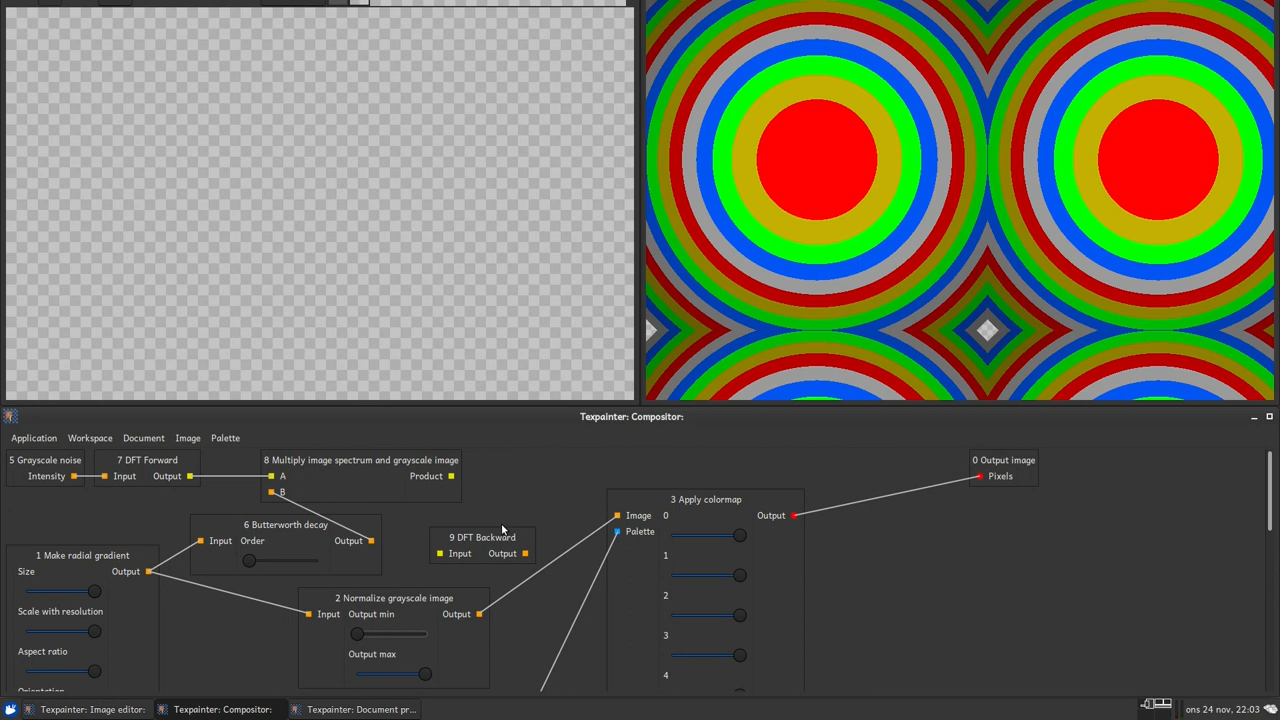 Texpainter: Compositor:
Application Workspace Document Image Palette
5 Grayscale noise
Intensity
7 DFT Forward
Input Output
8 Multiply image spectrum and grayscale image
A Product
B
0 Output image
Pixels
3 Apply colormap
Image 0 Output
Palette
1
2
3
4
6 Butterworth decay
Input Order Output
9 DFT Backward
Input Output
1 Make radial gradient
Size Output
Scale with resolution
Aspect ratio
2 Normalize grayscale image
Input Output min Output
Output max
Texpainter: Image editor: Texpainter: Compositor: Texpainter: Document pr... ons 24 nov, 22:03